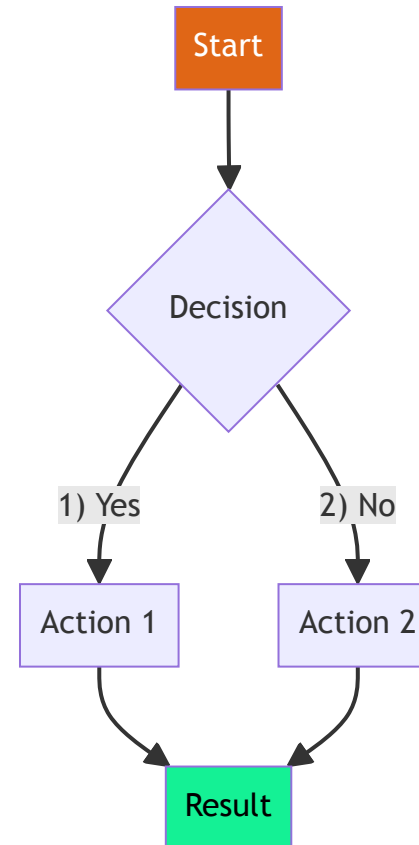 Start
Decision
1) Yes
2) No
Action 1
Action 2
Result